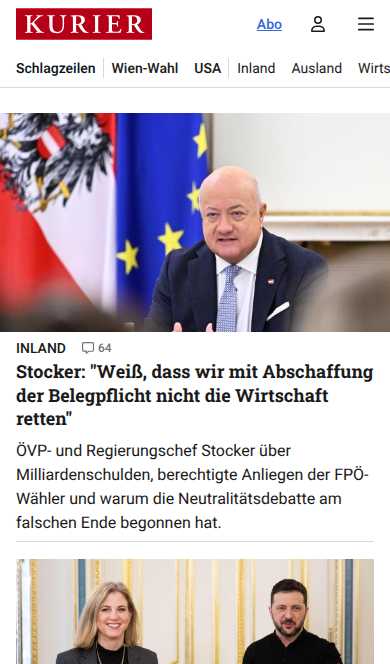 KURIER
Abo
Schlagzeilen Wien-Wahl USA Inland Ausland Wirts
INLAND 64
Stocker: "Weiß, dass wir mit Abschaffung
der Belegpflicht nicht die Wirtschaft
retten"
ÖVP- und Regierungschef Stocker über
Milliardenschulden, berechtigte Anliegen der FPÖ-
Wähler und warum die Neutralitätsdebatte am
falschen Ende begonnen hat.